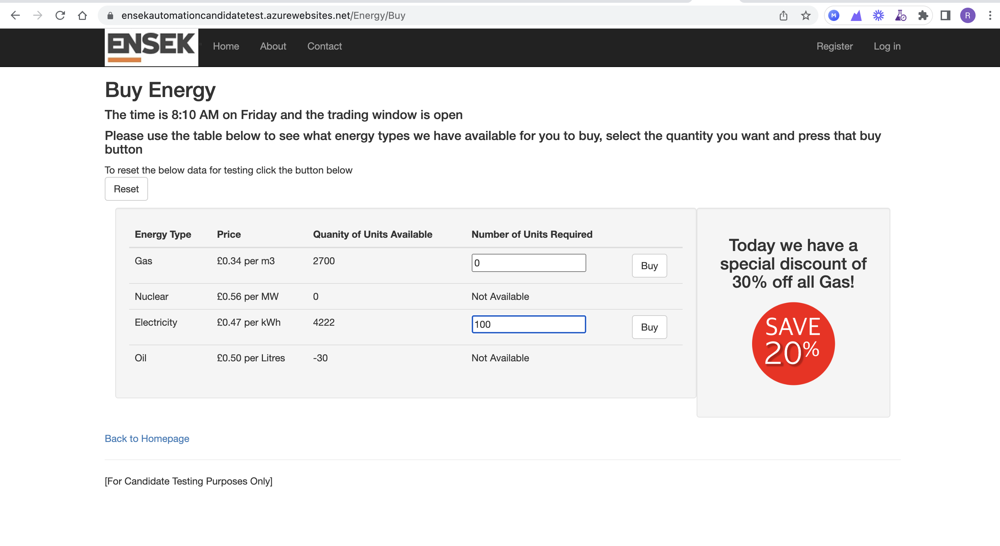 ensekautomationcandidatetest.azurewebsites.net/Energy/Buy
M
R
ENSEK
Home About Contact Register Log in
Buy Energy
The time is 8:10 AM on Friday and the trading window is open
Please use the table below to see what energy types we have available for you to buy, select the quantity you want and press that buy
button
To reset the below data for testing click the button below
Reset
Energy Type Price Quanity of Units Available Number of Units Required
Gas £0.34 per m3 2700 0 Buy
Nuclear £0.56 per MW 0 Not Available
Electricity £0.47 per kWh 4222 100 Buy
Oil £0.50 per Litres -30 Not Available
Today we have a
special discount of
30% off all Gas!
SAVE
20%
Back to Homepage
[For Candidate Testing Purposes Only]